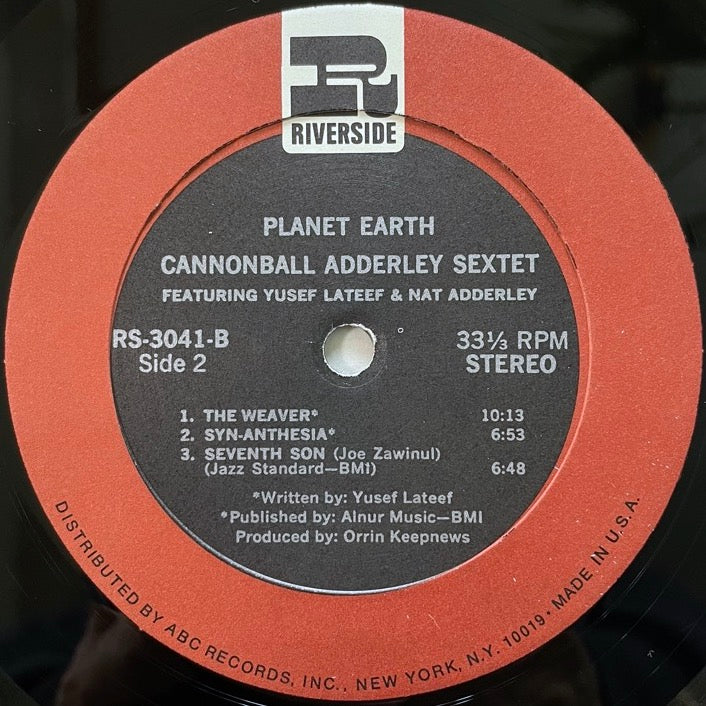 RIVERSIDE
PLANET EARTH
CANNONBALL ADDERLEY SEXTET
FEATURING YUSEF LATEEF & NAT ADDERLEY
RS-3041-B
Side 2
33⅓ RPM
STEREO
1. THE WEAVER* 10:13
2. SYN-ANTHESIA* 6:53
3. SEVENTH SON (Joe Zawinul)
(Jazz Standard—BMI) 6:48
*Written by: Yusef Lateef
*Published by: Alnur Music—BMI
Produced by: Orrin Keepnews
DISTRIBUTED BY ABC RECORDS, INC., NEW YORK, N.Y. 10019 • MADE IN U.S.A.